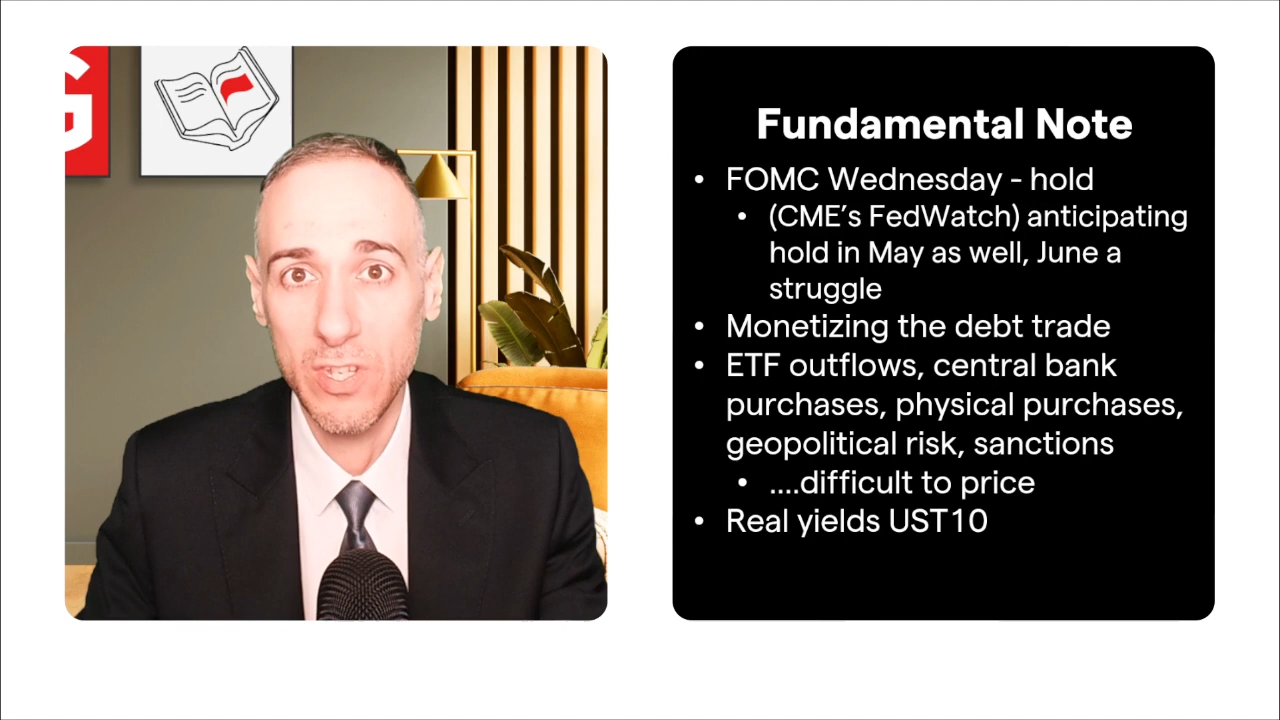 G
Fundamental Note
• FOMC Wednesday - hold
• (CME’s FedWatch) anticipating
hold in May as well, June a
struggle
• Monetizing the debt trade
• ETF outflows, central bank
purchases, physical purchases,
geopolitical risk, sanctions
• ....difficult to price
• Real yields UST10